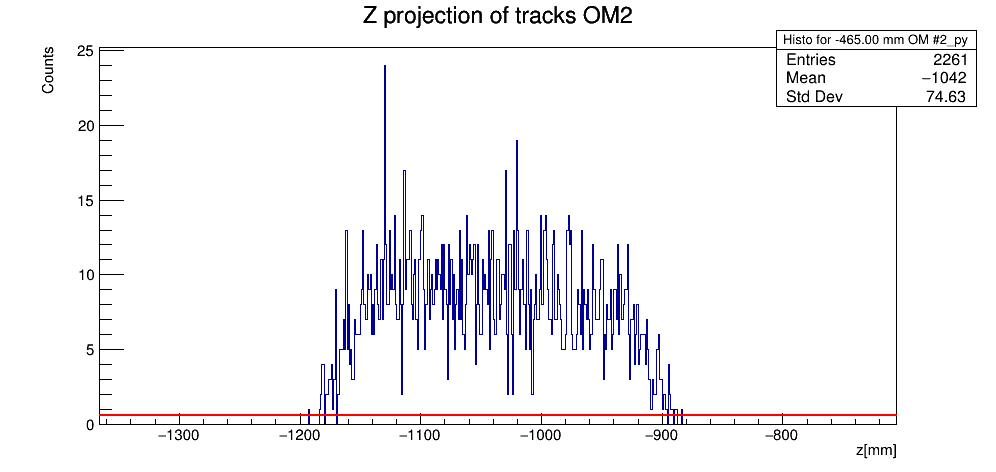 Z projection of tracks OM2
Histo for -465.00 mm OM #2_py
Entries 2261
Mean −1042
Std Dev 74.63
Counts
25
20
15
10
5
0
−1300 −1200 −1100 −1000 −900 −800
z[mm]